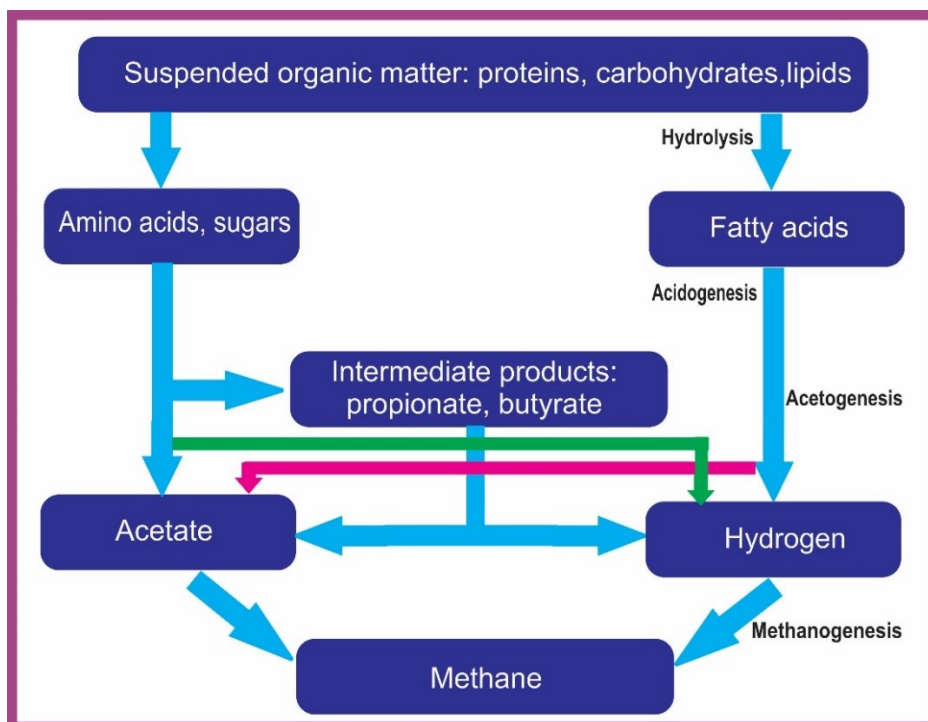 Suspended organic matter: proteins, carbohydrates,lipids
Hydrolysis
Amino acids, sugars
Fatty acids
Acidogenesis
Intermediate products:
propionate, butyrate
Acetogenesis
Acetate
Hydrogen
Methanogenesis
Methane